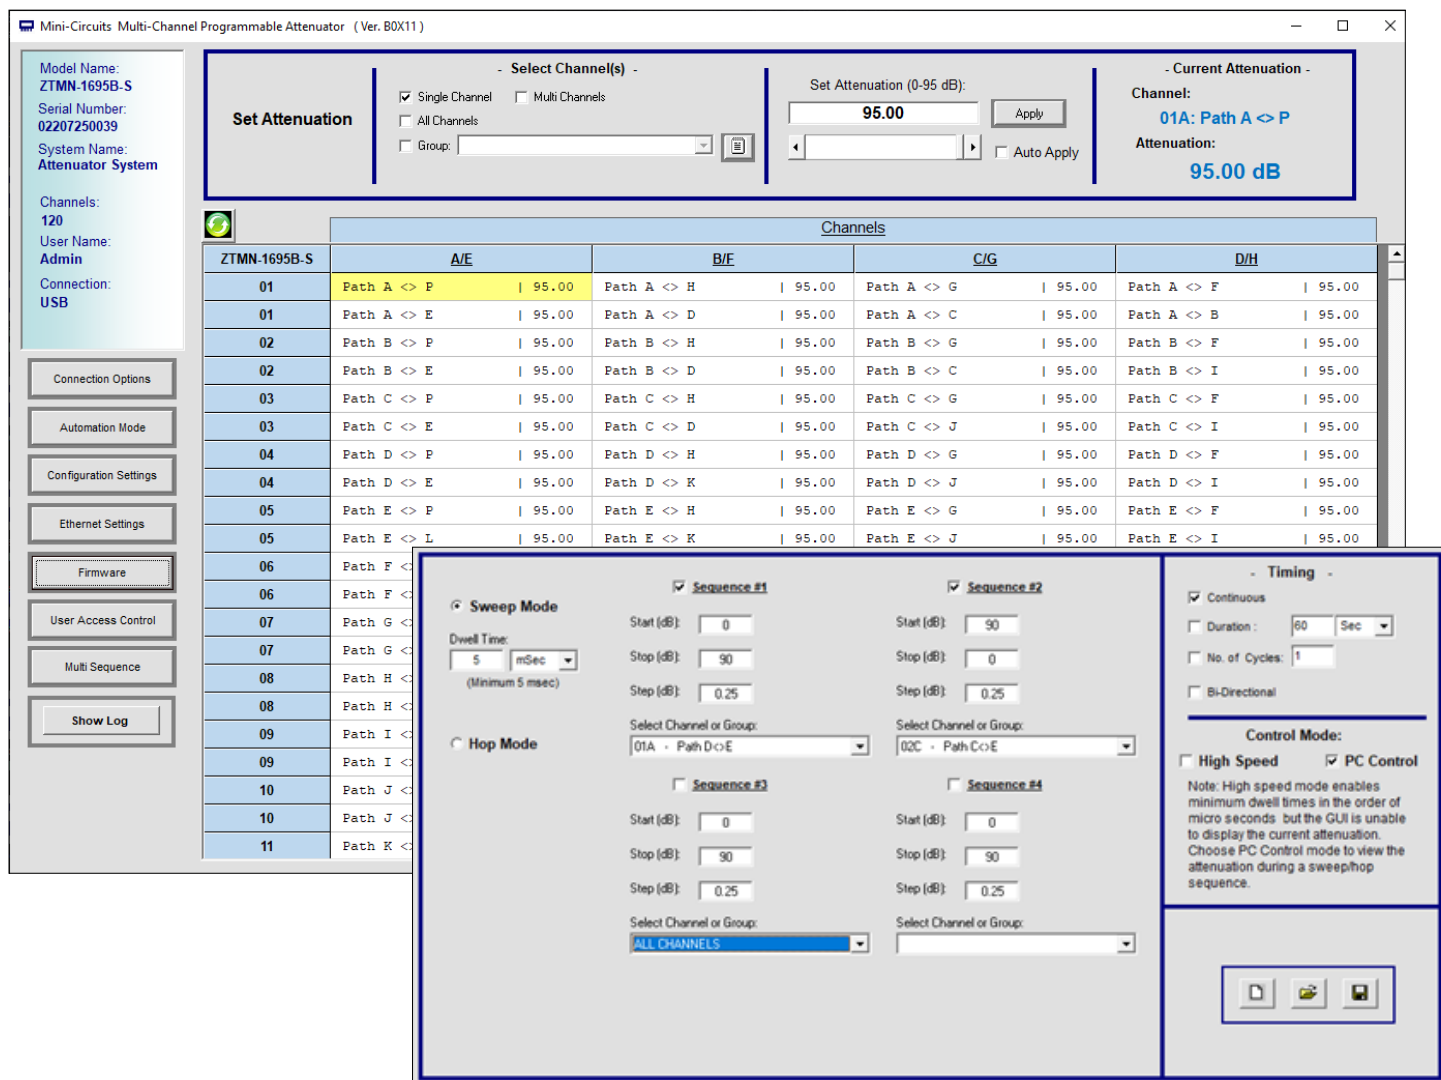 Mini-Circuits Multi-Channel Programmable Attenuator ( Ver. B0X11 )
Model Name:
ZTMN-1695B-S
Serial Number:
02207250039
System Name:
Attenuator System
Channels:
120
User Name:
Admin
Connection:
USB
Connection Options
Automation Mode
Configuration Settings
Ethernet Settings
Firmware
User Access Control
Multi Sequence
Show Log
Set Attenuation
- Select Channel(s) -
Single Channel Multi Channels
All Channels
Group:
Set Attenuation (0-95 dB):
95.00 Apply
Auto Apply
- Current Attenuation -
Channel:
01A: Path A <> P
Attenuation:
95.00 dB
Channels
ZTMN-1695B-S A/E B/F C/G D/H
01 Path A <> P | 95.00 Path A <> H | 95.00 Path A <> G | 95.00 Path A <> F | 95.00
01 Path A <> E | 95.00 Path A <> D | 95.00 Path A <> C | 95.00 Path A <> B | 95.00
02 Path B <> P | 95.00 Path B <> H | 95.00 Path B <> G | 95.00 Path B <> F | 95.00
02 Path B <> E | 95.00 Path B <> D | 95.00 Path B <> C | 95.00 Path B <> I | 95.00
03 Path C <> P | 95.00 Path C <> H | 95.00 Path C <> G | 95.00 Path C <> F | 95.00
03 Path C <> E | 95.00 Path C <> D | 95.00 Path C <> J | 95.00 Path C <> I | 95.00
04 Path D <> P | 95.00 Path D <> H | 95.00 Path D <> G | 95.00 Path D <> F | 95.00
04 Path D <> E | 95.00 Path D <> K | 95.00 Path D <> J | 95.00 Path D <> I | 95.00
05 Path E <> P | 95.00 Path E <> H | 95.00 Path E <> G | 95.00 Path E <> F | 95.00
05 Path E <> L | 95.00 Path E <> K | 95.00 Path E <> J | 95.00 Path E <> I | 95.00
06 Path F <>
06 Path F <>
07 Path G <>
07 Path G <>
08 Path H <>
08 Path H <>
09 Path I <>
09 Path I <>
10 Path J <>
10 Path J <>
11 Path K <>
Sweep Mode
Dwell Time:
5 mSec
(Minimum 5 msec)
Hop Mode
Sequence #1
Start (dB): 0
Stop (dB): 90
Step (dB): 0.25
Select Channel or Group:
01A - Path D<>E
Sequence #2
Start (dB): 90
Stop (dB): 0
Step (dB): 0.25
Select Channel or Group:
02C - Path C<>E
Sequence #3
Start (dB): 0
Stop (dB): 90
Step (dB): 0.25
Select Channel or Group:
ALL CHANNELS
Sequence #4
Start (dB): 0
Stop (dB): 90
Step (dB): 0.25
Select Channel or Group:
- Timing -
Continuous
Duration : 60 Sec
No. of Cycles: 1
Bi-Directional
Control Mode:
High Speed PC Control
Note: High speed mode enables
minimum dwell times in the order of
micro seconds but the GUI is unable
to display the current attenuation.
Choose PC Control mode to view the
attenuation during a sweep/hop
sequence.